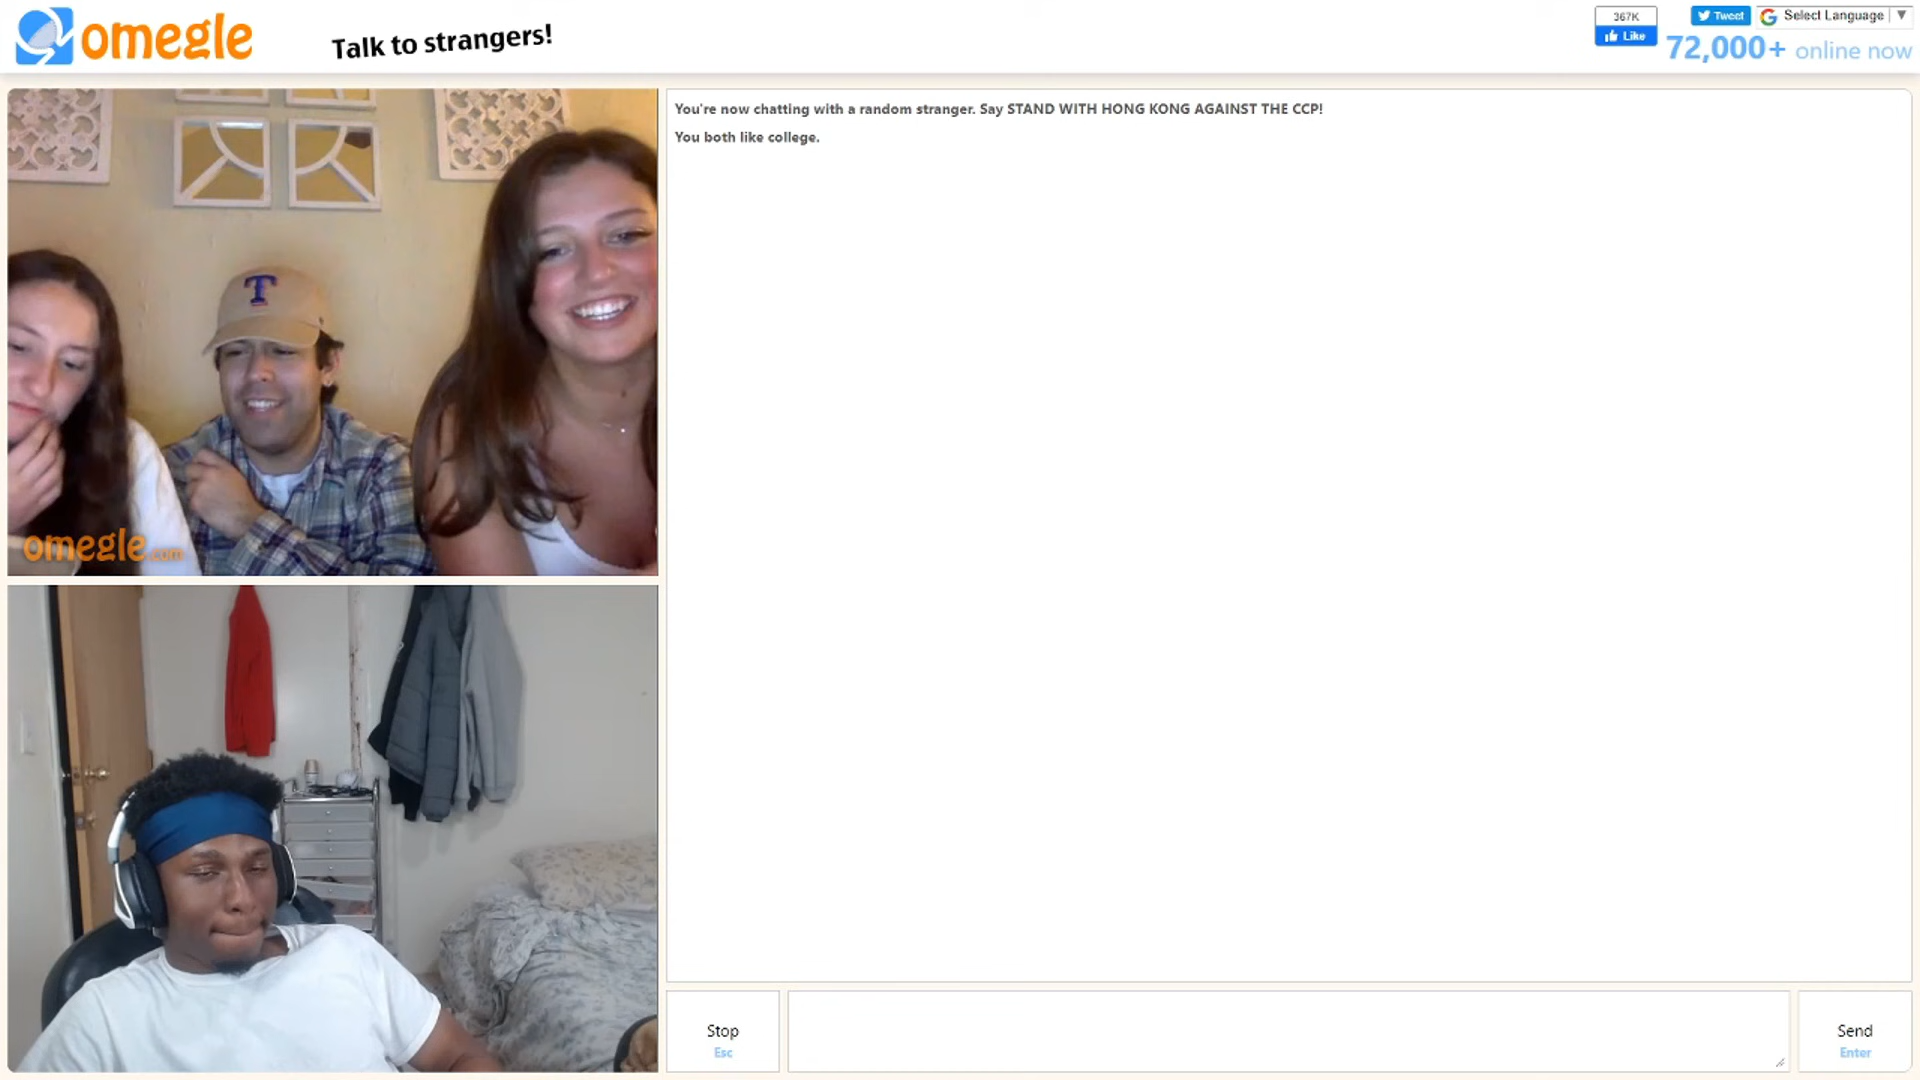 omegle
Talk to strangers!
367K
Like
Tweet
Select Language
72,000+ online now
You're now chatting with a random stranger. Say STAND WITH HONG KONG AGAINST THE CCP!
You both like college.
T
omegle.com
Stop
Esc
Send
Enter